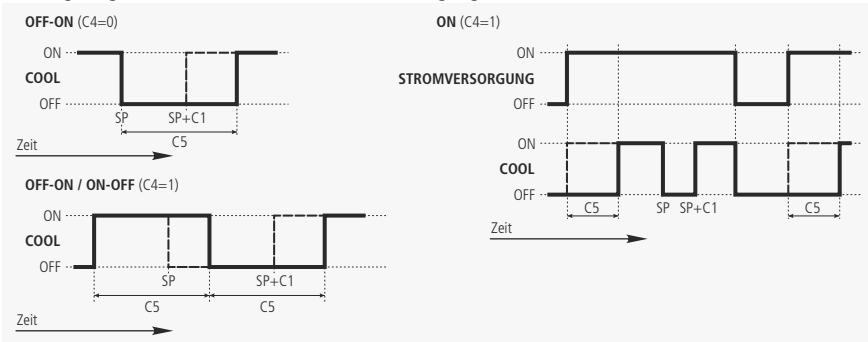 OFF-ON (C4=0)
ON
COOL
OFF
SP SP+C1
C5
Zeit
OFF-ON / ON-OFF (C4=1)
ON
COOL
OFF
SP SP+C1
C5 C5
Zeit
ON (C4=1)
ON
STROMVERSORGUNG
OFF
ON
COOL
OFF
C5 SP SP+C1 C5
Zeit